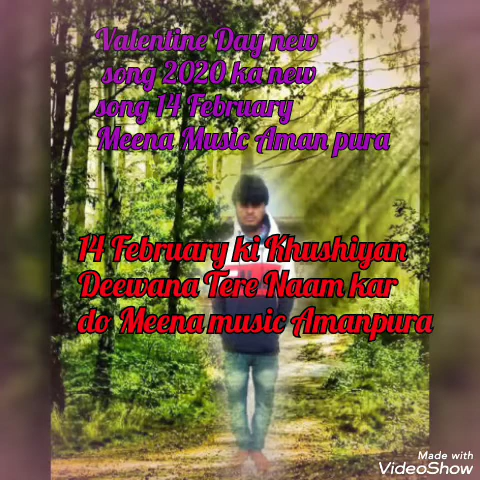 Valentine Day new
song 2020 ka new
song 14 February
Meena Music Aman pura
14 February ki Khushiyan
Deewana Tere Naam kar
do Meena music Amanpura
Made with
VideoShow